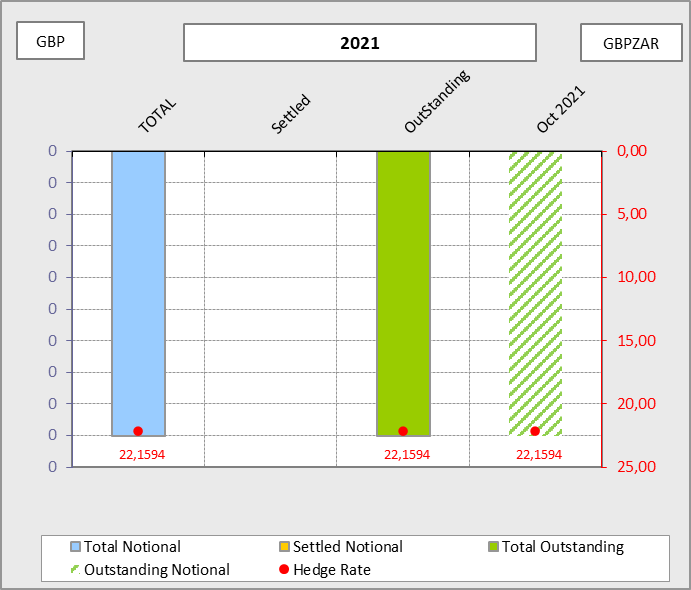 GBP
2021
GBPZAR
TOTAL
Settled
OutStanding
Oct 2021
0
0
0
0
0
0
0
0
0
0
0
0,00
5,00
10,00
15,00
20,00
25,00
22,1594
22,1594
22,1594
Total Notional
Settled Notional
Total Outstanding
Outstanding Notional
Hedge Rate